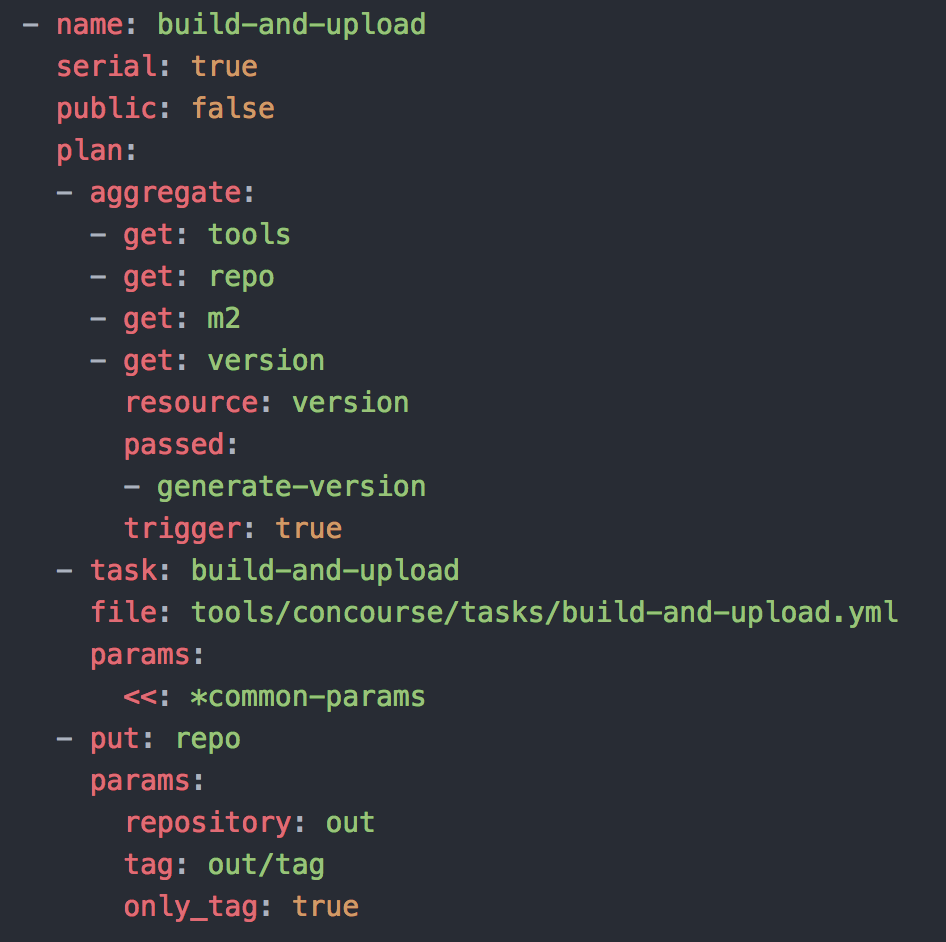 - name: build-and-upload
  serial: true
  public: false
  plan:
  - aggregate:
    - get: tools
    - get: repo
    - get: m2
    - get: version
      resource: version
      passed:
      - generate-version
      trigger: true
  - task: build-and-upload
    file: tools/concourse/tasks/build-and-upload.yml
    params:
      <<: *common-params
  - put: repo
    params:
      repository: out
      tag: out/tag
      only_tag: true